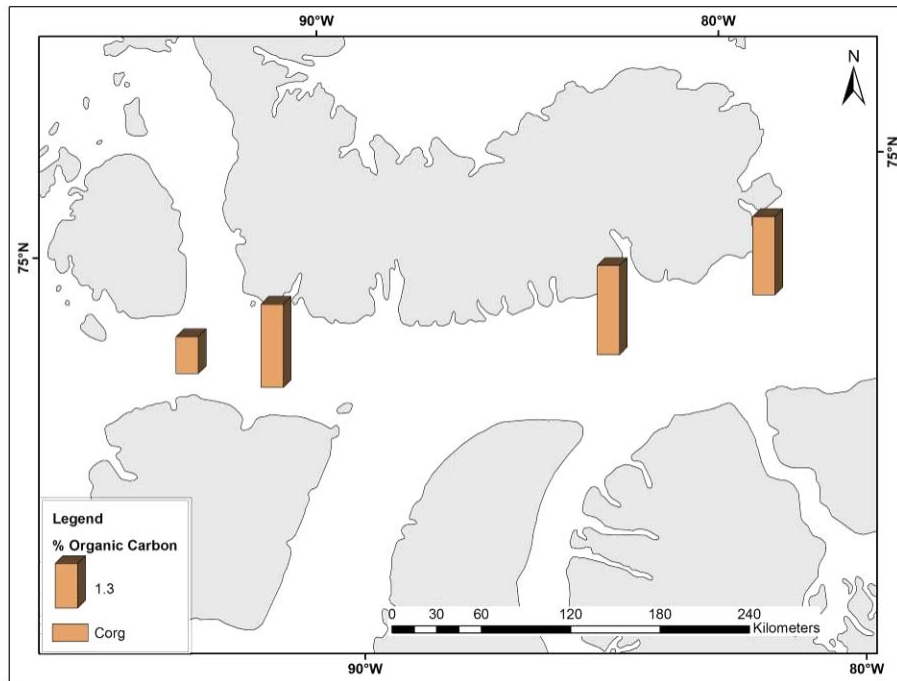 90°W 80°W
N
75°N
75°N
Legend
% Organic Carbon
1.3
Corg
0 30 60 120 180 240
Kilometers
90°W 80°W